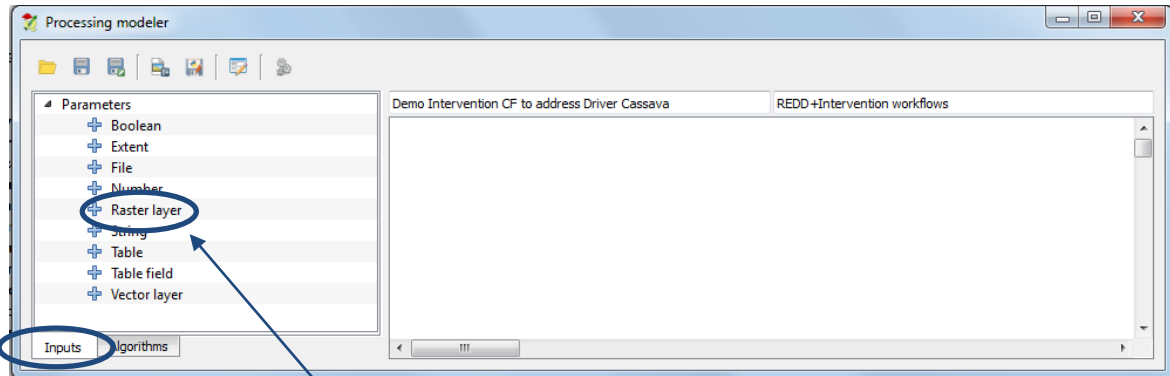 Processing modeler
Parameters
Boolean
Extent
File
Number
Raster layer
String
Table
Table field
Vector layer
Inputs
Algorithms
Demo Intervention CF to address Driver Cassava
REDD+Intervention workflows